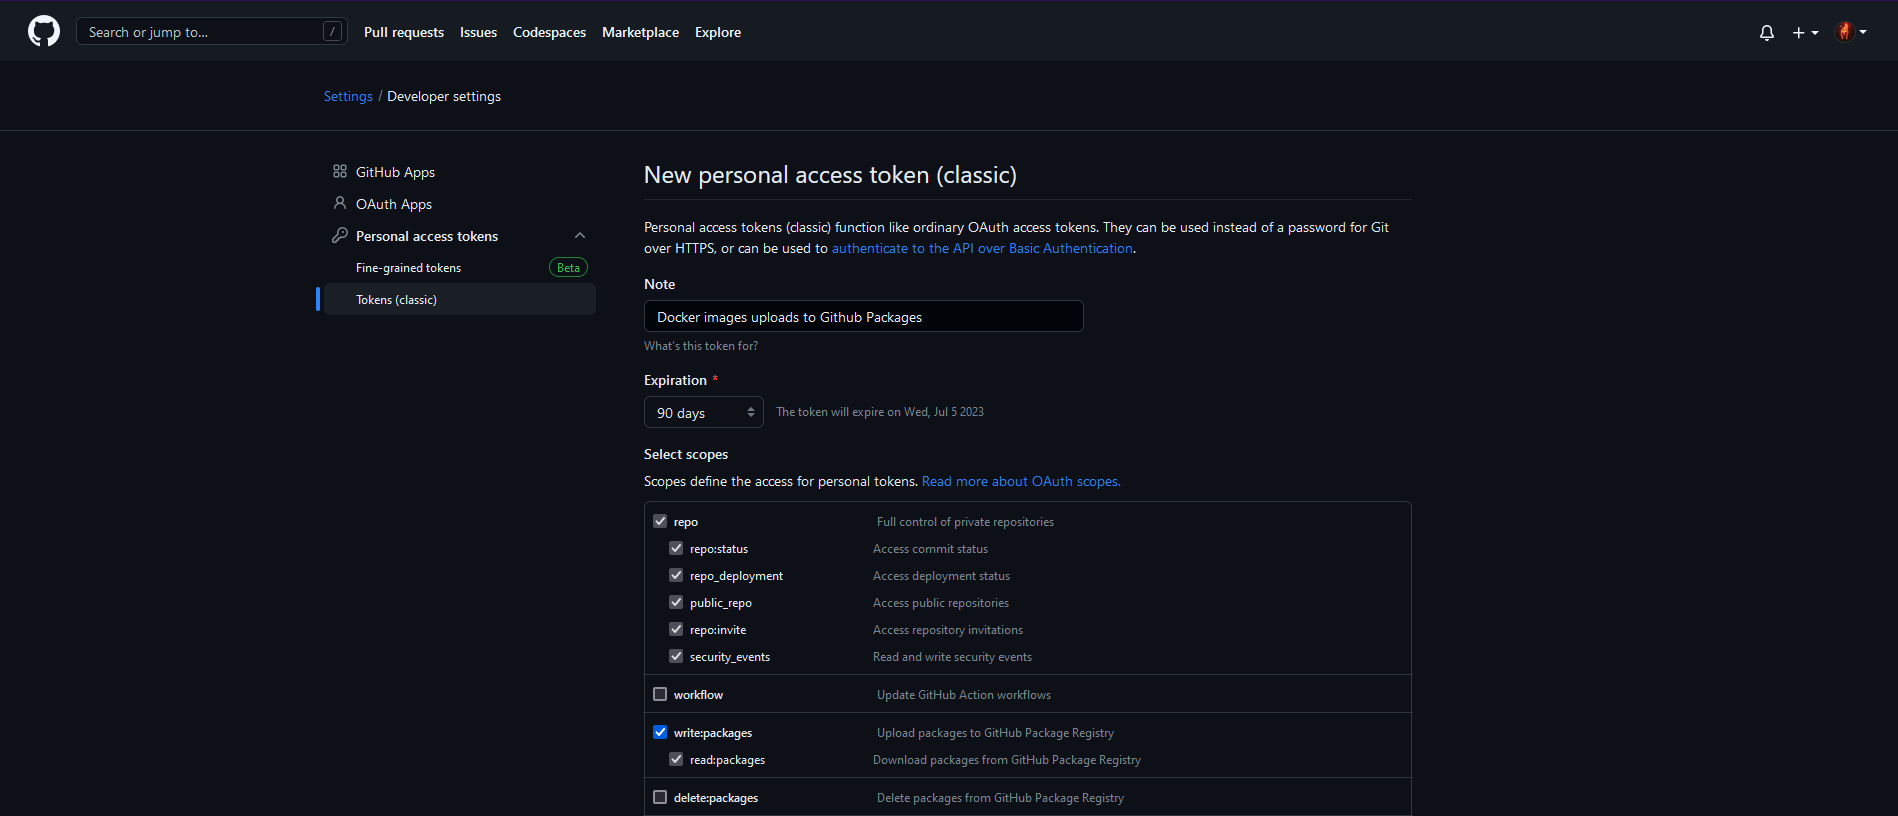 Search or jump to... /
Pull requests
Issues
Codespaces
Marketplace
Explore
Settings / Developer settings
GitHub Apps
OAuth Apps
Personal access tokens
Fine-grained tokens Beta
Tokens (classic)
New personal access token (classic)
Personal access tokens (classic) function like ordinary OAuth access tokens. They can be used instead of a password for Git
over HTTPS, or can be used to authenticate to the API over Basic Authentication.
Note
Docker images uploads to Github Packages
What's this token for?
Expiration *
90 days The token will expire on Wed, Jul 5 2023
Select scopes
Scopes define the access for personal tokens. Read more about OAuth scopes.
repo Full control of private repositories
repo:status Access commit status
repo_deployment Access deployment status
public_repo Access public repositories
repo:invite Access repository invitations
security_events Read and write security events
workflow Update GitHub Action workflows
write:packages Upload packages to GitHub Package Registry
read:packages Download packages from GitHub Package Registry
delete:packages Delete packages from GitHub Package Registry